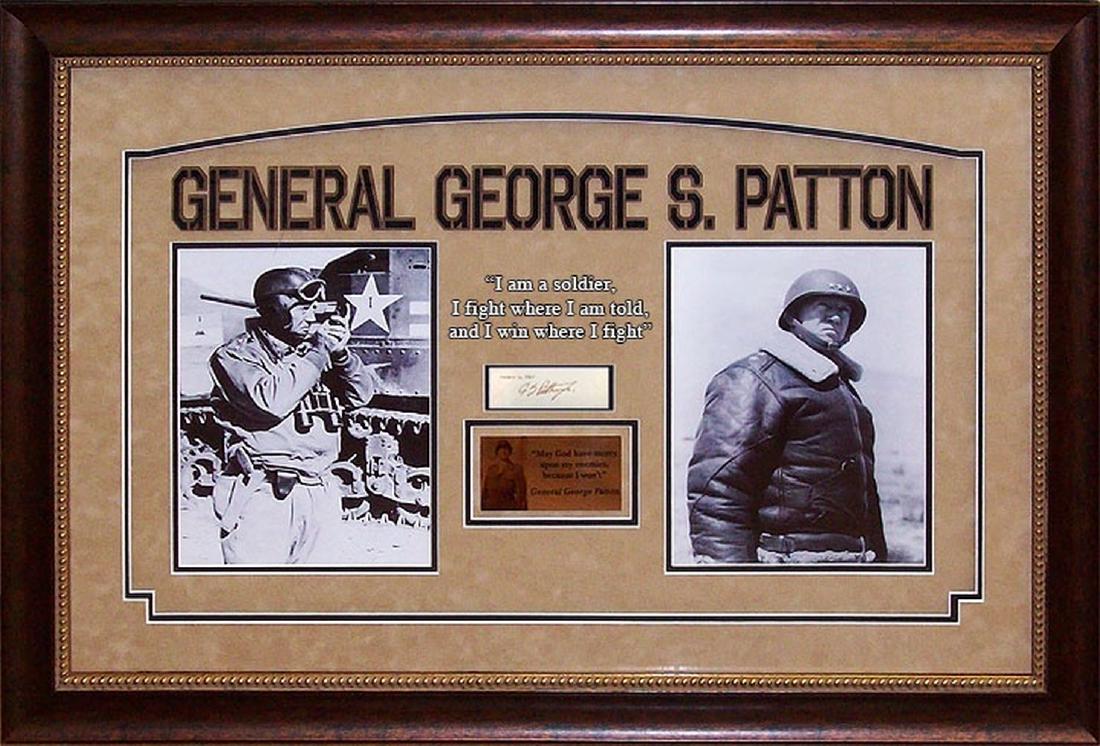 GENERAL GEORGE S. PATTON
“I am a soldier,
I fight where I am told,
and I win where I fight”
“May God have mercy
upon my enemies,
because I won't”
General George Patton